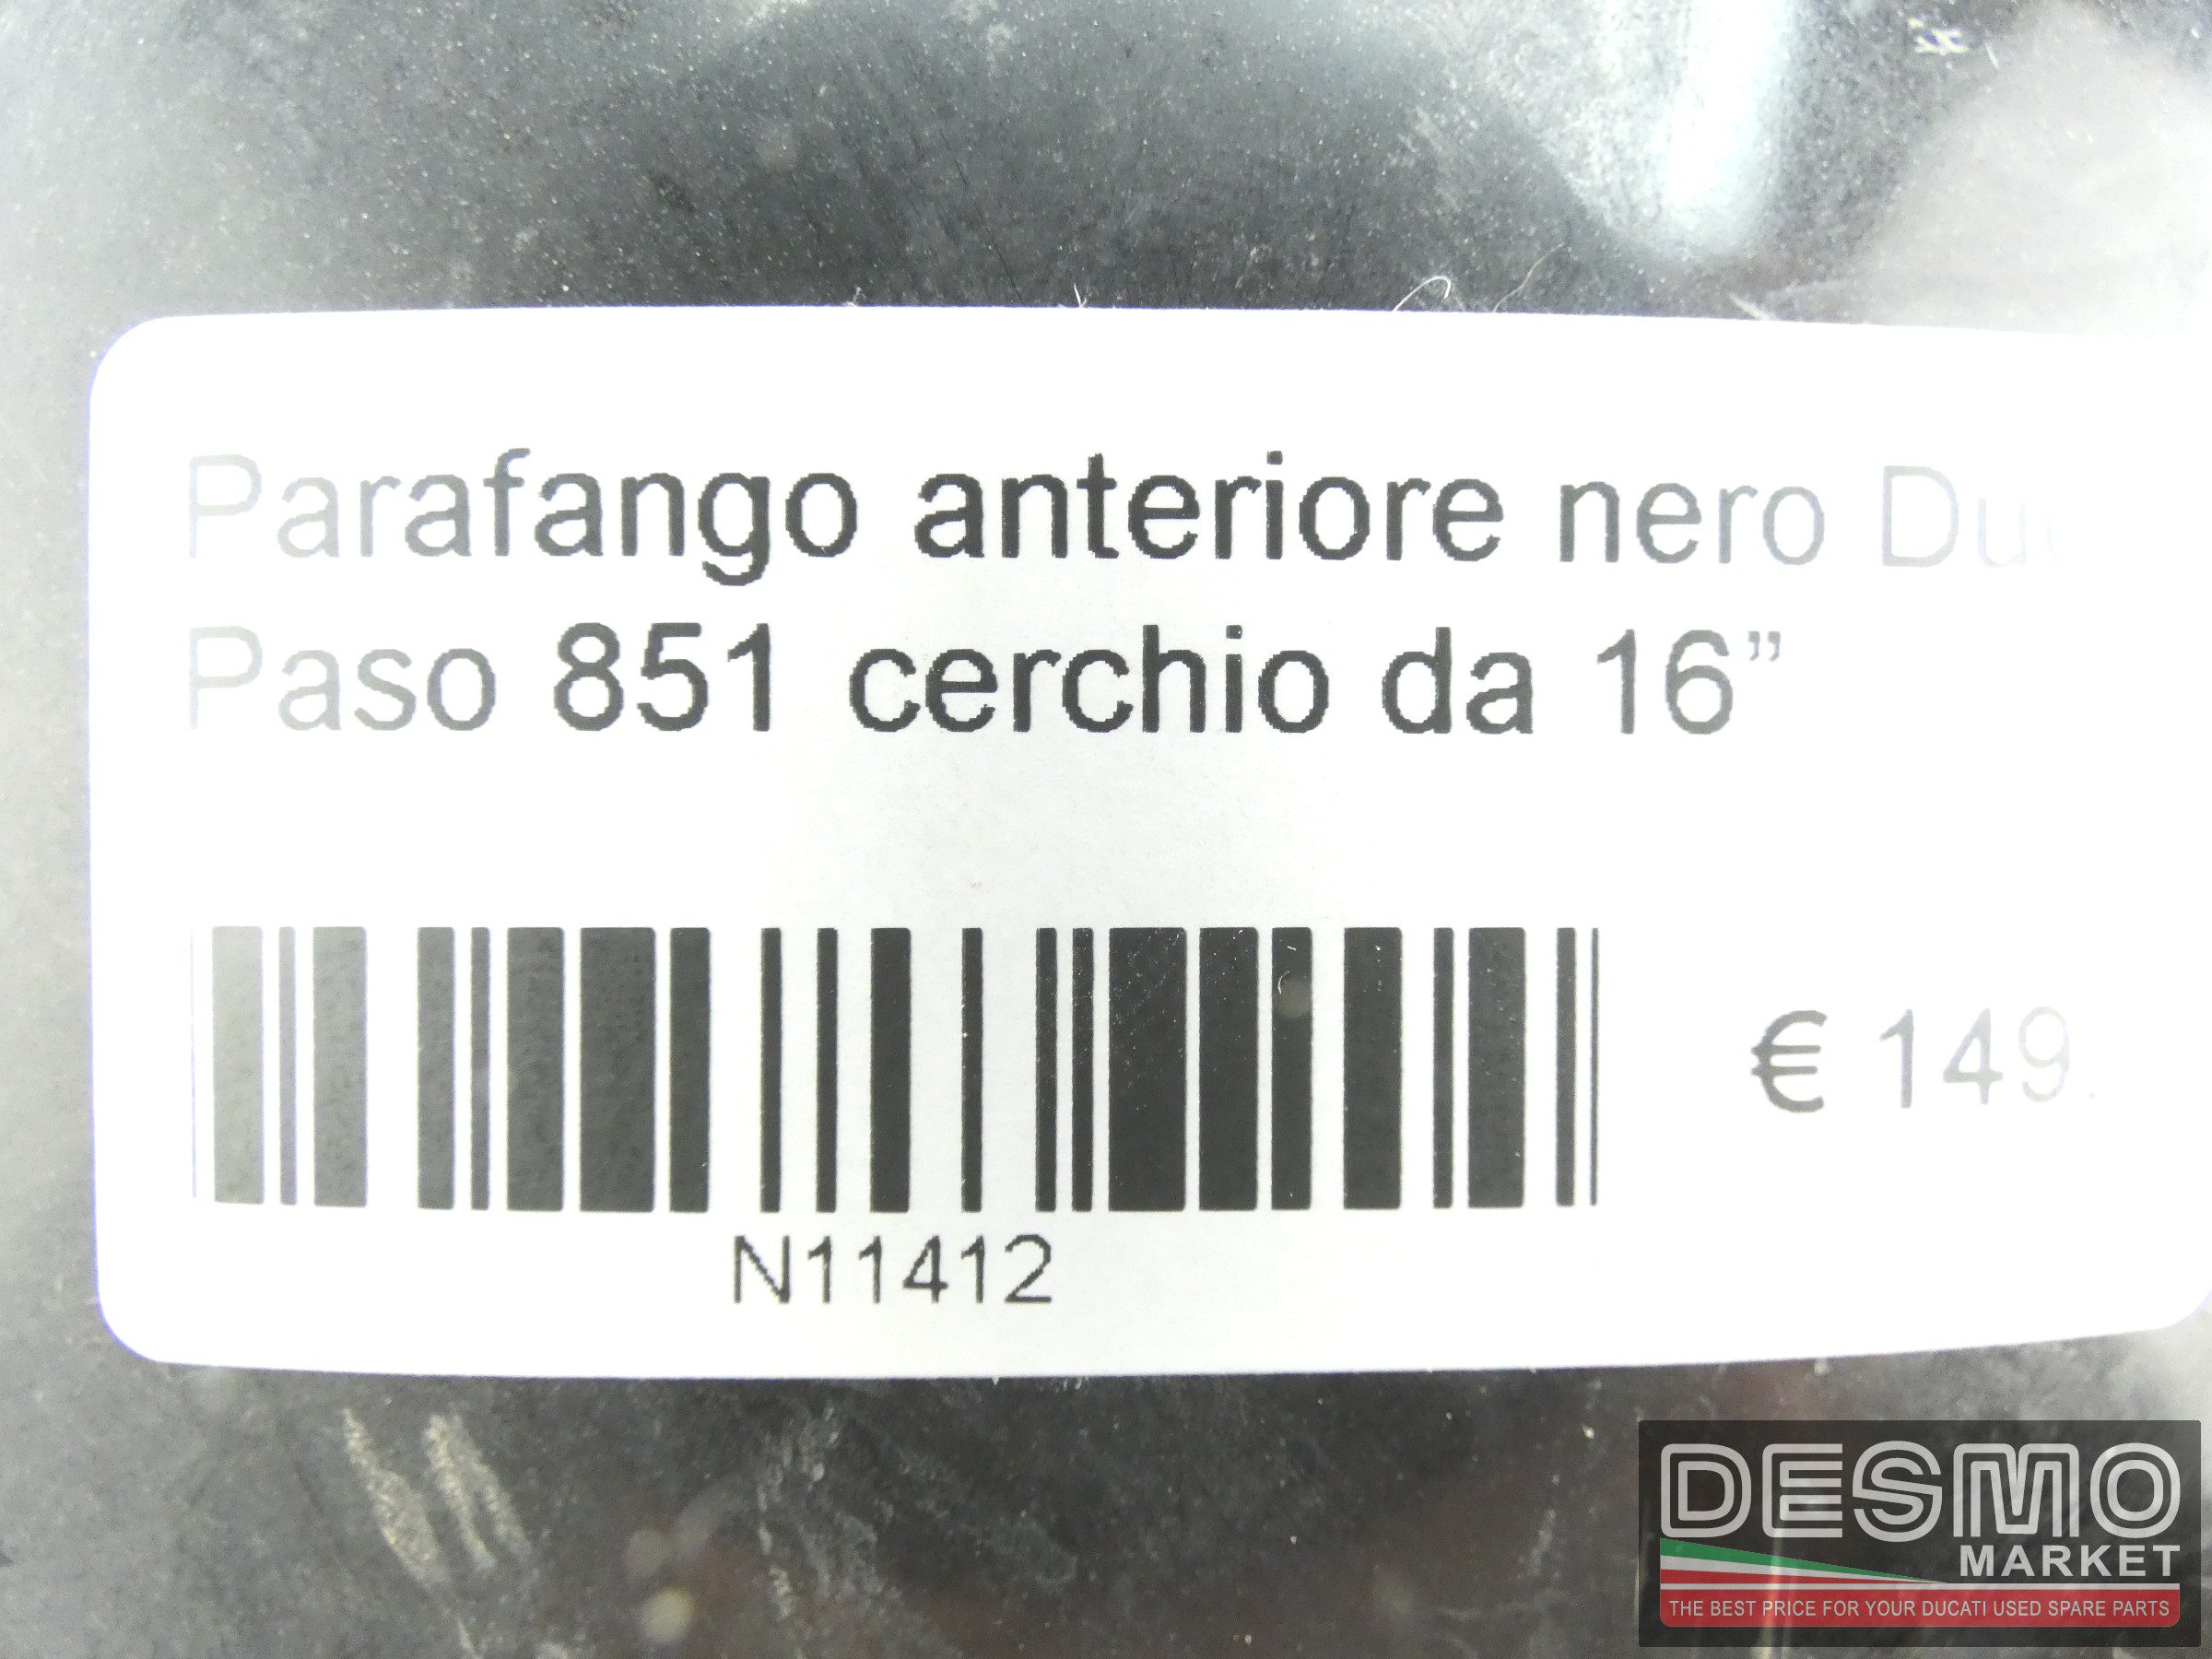 Parafango anteriore nero
Paso 851 cerchio da 16”
€ 149.
N11412
DESMO
MARKET
THE BEST PRICE FOR YOUR DUCATI USED SPARE PARTS